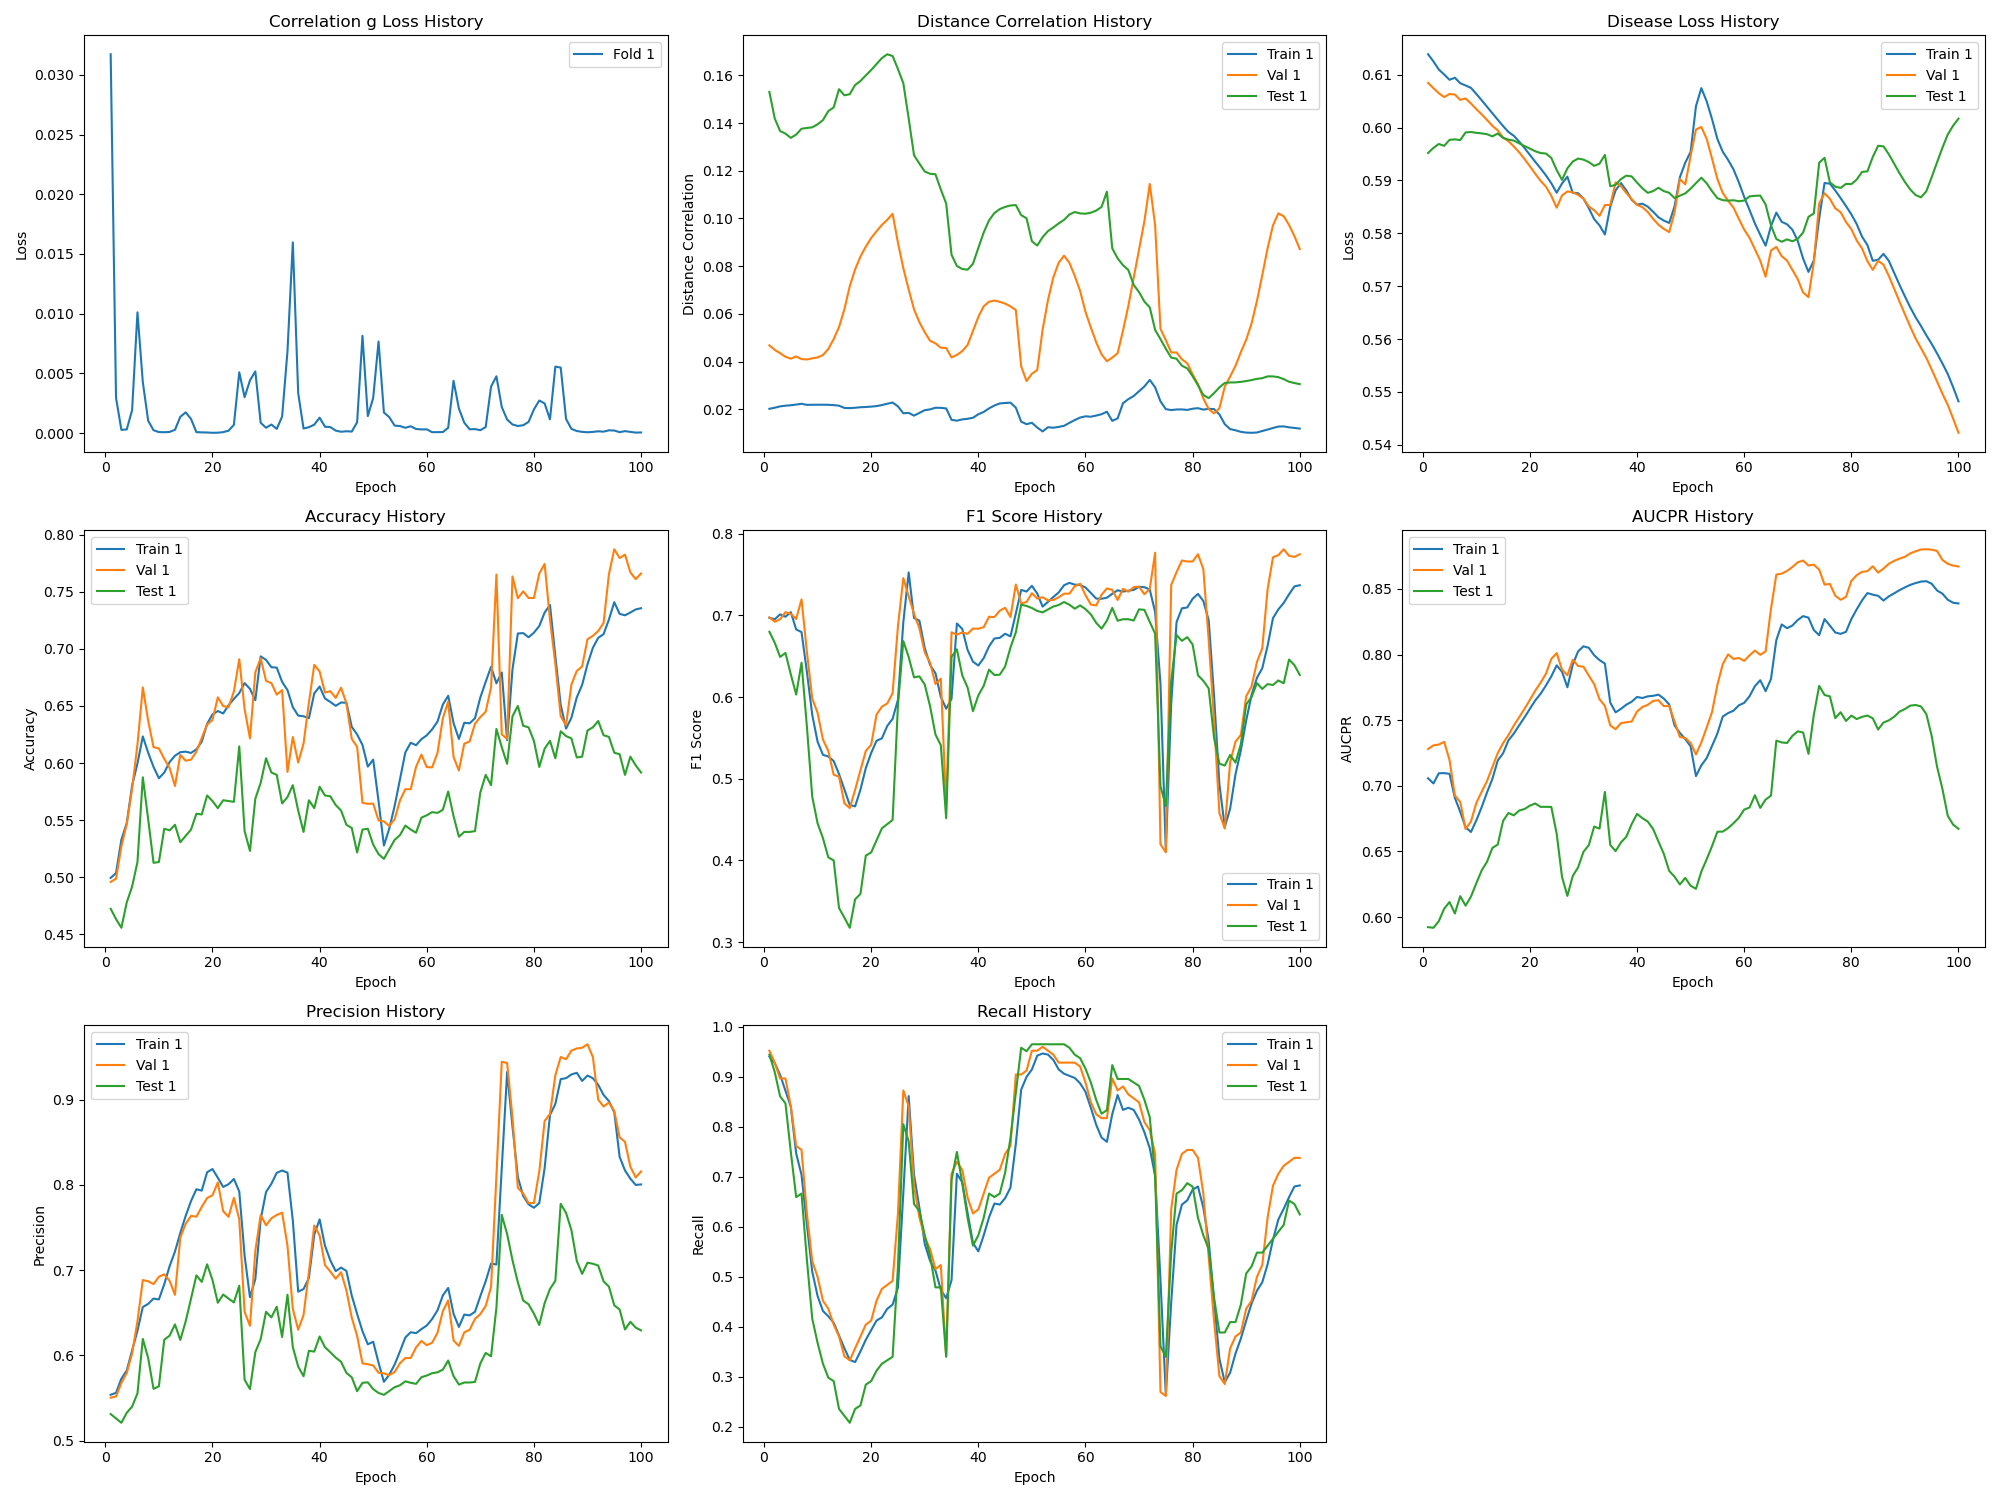 Correlation g Loss History
Loss
0.030
0.025
0.020
0.015
0.010
0.005
0.000
0 20 40 60 80 100
Epoch
Fold 1
Distance Correlation History
Distance Correlation
0.16
0.14
0.12
0.10
0.08
0.06
0.04
0.02
0 20 40 60 80 100
Epoch
Train 1
Val 1
Test 1
Disease Loss History
Loss
0.61
0.60
0.59
0.58
0.57
0.56
0.55
0.54
0 20 40 60 80 100
Epoch
Train 1
Val 1
Test 1
Accuracy History
Accuracy
0.80
0.75
0.70
0.65
0.60
0.55
0.50
0.45
0 20 40 60 80 100
Epoch
Train 1
Val 1
Test 1
F1 Score History
F1 Score
0.8
0.7
0.6
0.5
0.4
0.3
0 20 40 60 80 100
Epoch
Train 1
Val 1
Test 1
AUCPR History
AUCPR
0.85
0.80
0.75
0.70
0.65
0.60
0 20 40 60 80 100
Epoch
Train 1
Val 1
Test 1
Precision History
Precision
0.9
0.8
0.7
0.6
0.5
0 20 40 60 80 100
Epoch
Train 1
Val 1
Test 1
Recall History
Recall
1.0
0.9
0.8
0.7
0.6
0.5
0.4
0.3
0.2
0 20 40 60 80 100
Epoch
Train 1
Val 1
Test 1